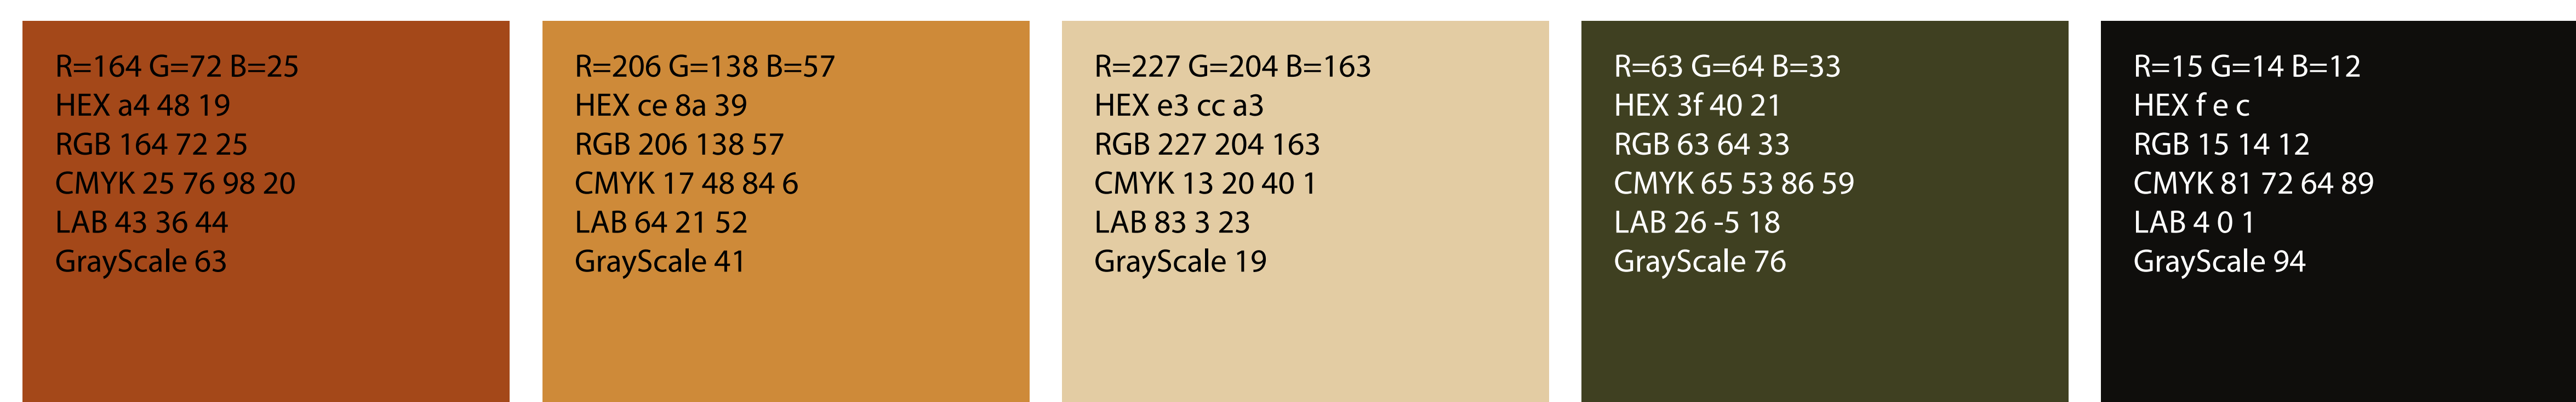 R=164 G=72 B=25
HEX a4 48 19
RGB 164 72 25
CMYK 25 76 98 20
LAB 43 36 44
GrayScale 63
R=206 G=138 B=57
HEX ce 8a 39
RGB 206 138 57
CMYK 17 48 84 6
LAB 64 21 52
GrayScale 41
R=227 G=204 B=163
HEX e3 cc a3
RGB 227 204 163
CMYK 13 20 40 1
LAB 83 3 23
GrayScale 19
R=63 G=64 B=33
HEX 3f 40 21
RGB 63 64 33
CMYK 65 53 86 59
LAB 26 -5 18
GrayScale 76
R=15 G=14 B=12
HEX f e c
RGB 15 14 12
CMYK 81 72 64 89
LAB 4 0 1
GrayScale 94